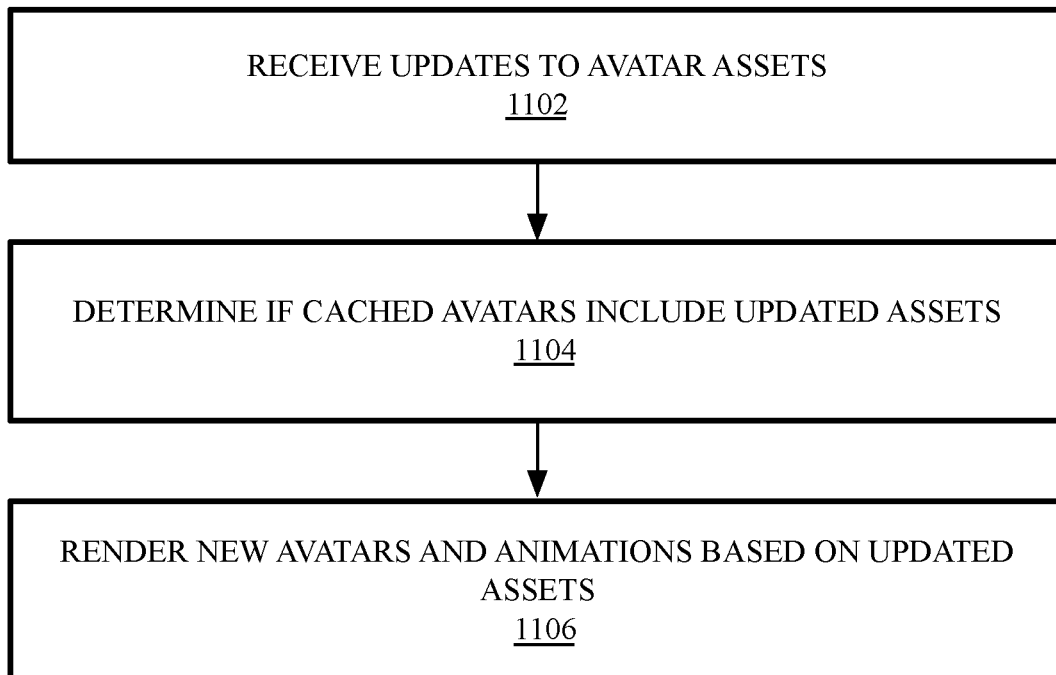 RECEIVE UPDATES TO AVATAR ASSETS
1102
DETERMINE IF CACHED AVATARS INCLUDE UPDATED ASSETS
1104
RENDER NEW AVATARS AND ANIMATIONS BASED ON UPDATED
ASSETS
1106